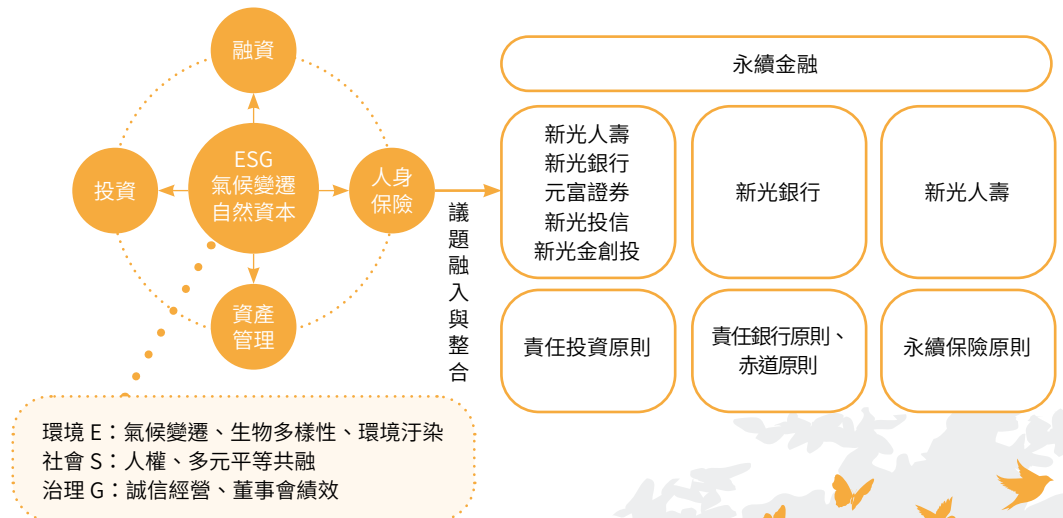 融資
投資
ESG
氣候變遷
自然資本
人身
保險
資產
管理
議題融入與整合
環境 E：氣候變遷、生物多樣性、環境汙染
社會 S：人權、多元平等共融
治理 G：誠信經營、董事會績效
永續金融
新光人壽
新光銀行
元富證券
新光投信
新光金創投
新光銀行
新光人壽
責任投資原則
責任銀行原則、
赤道原則
永續保險原則